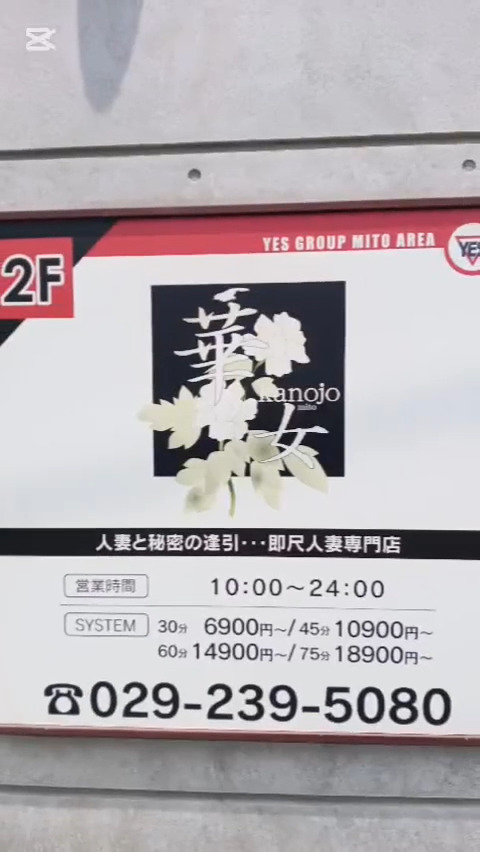 YES GROUP MITO AREA
YES
2F
華女
kanojo
mito
人妻と秘密の逢引･･･即尺人妻専門店
営業時間 10:00〜24:00
SYSTEM 30分 6900円〜/45分10900円〜
60分14900円〜/75分18900円〜
☎029-239-5080